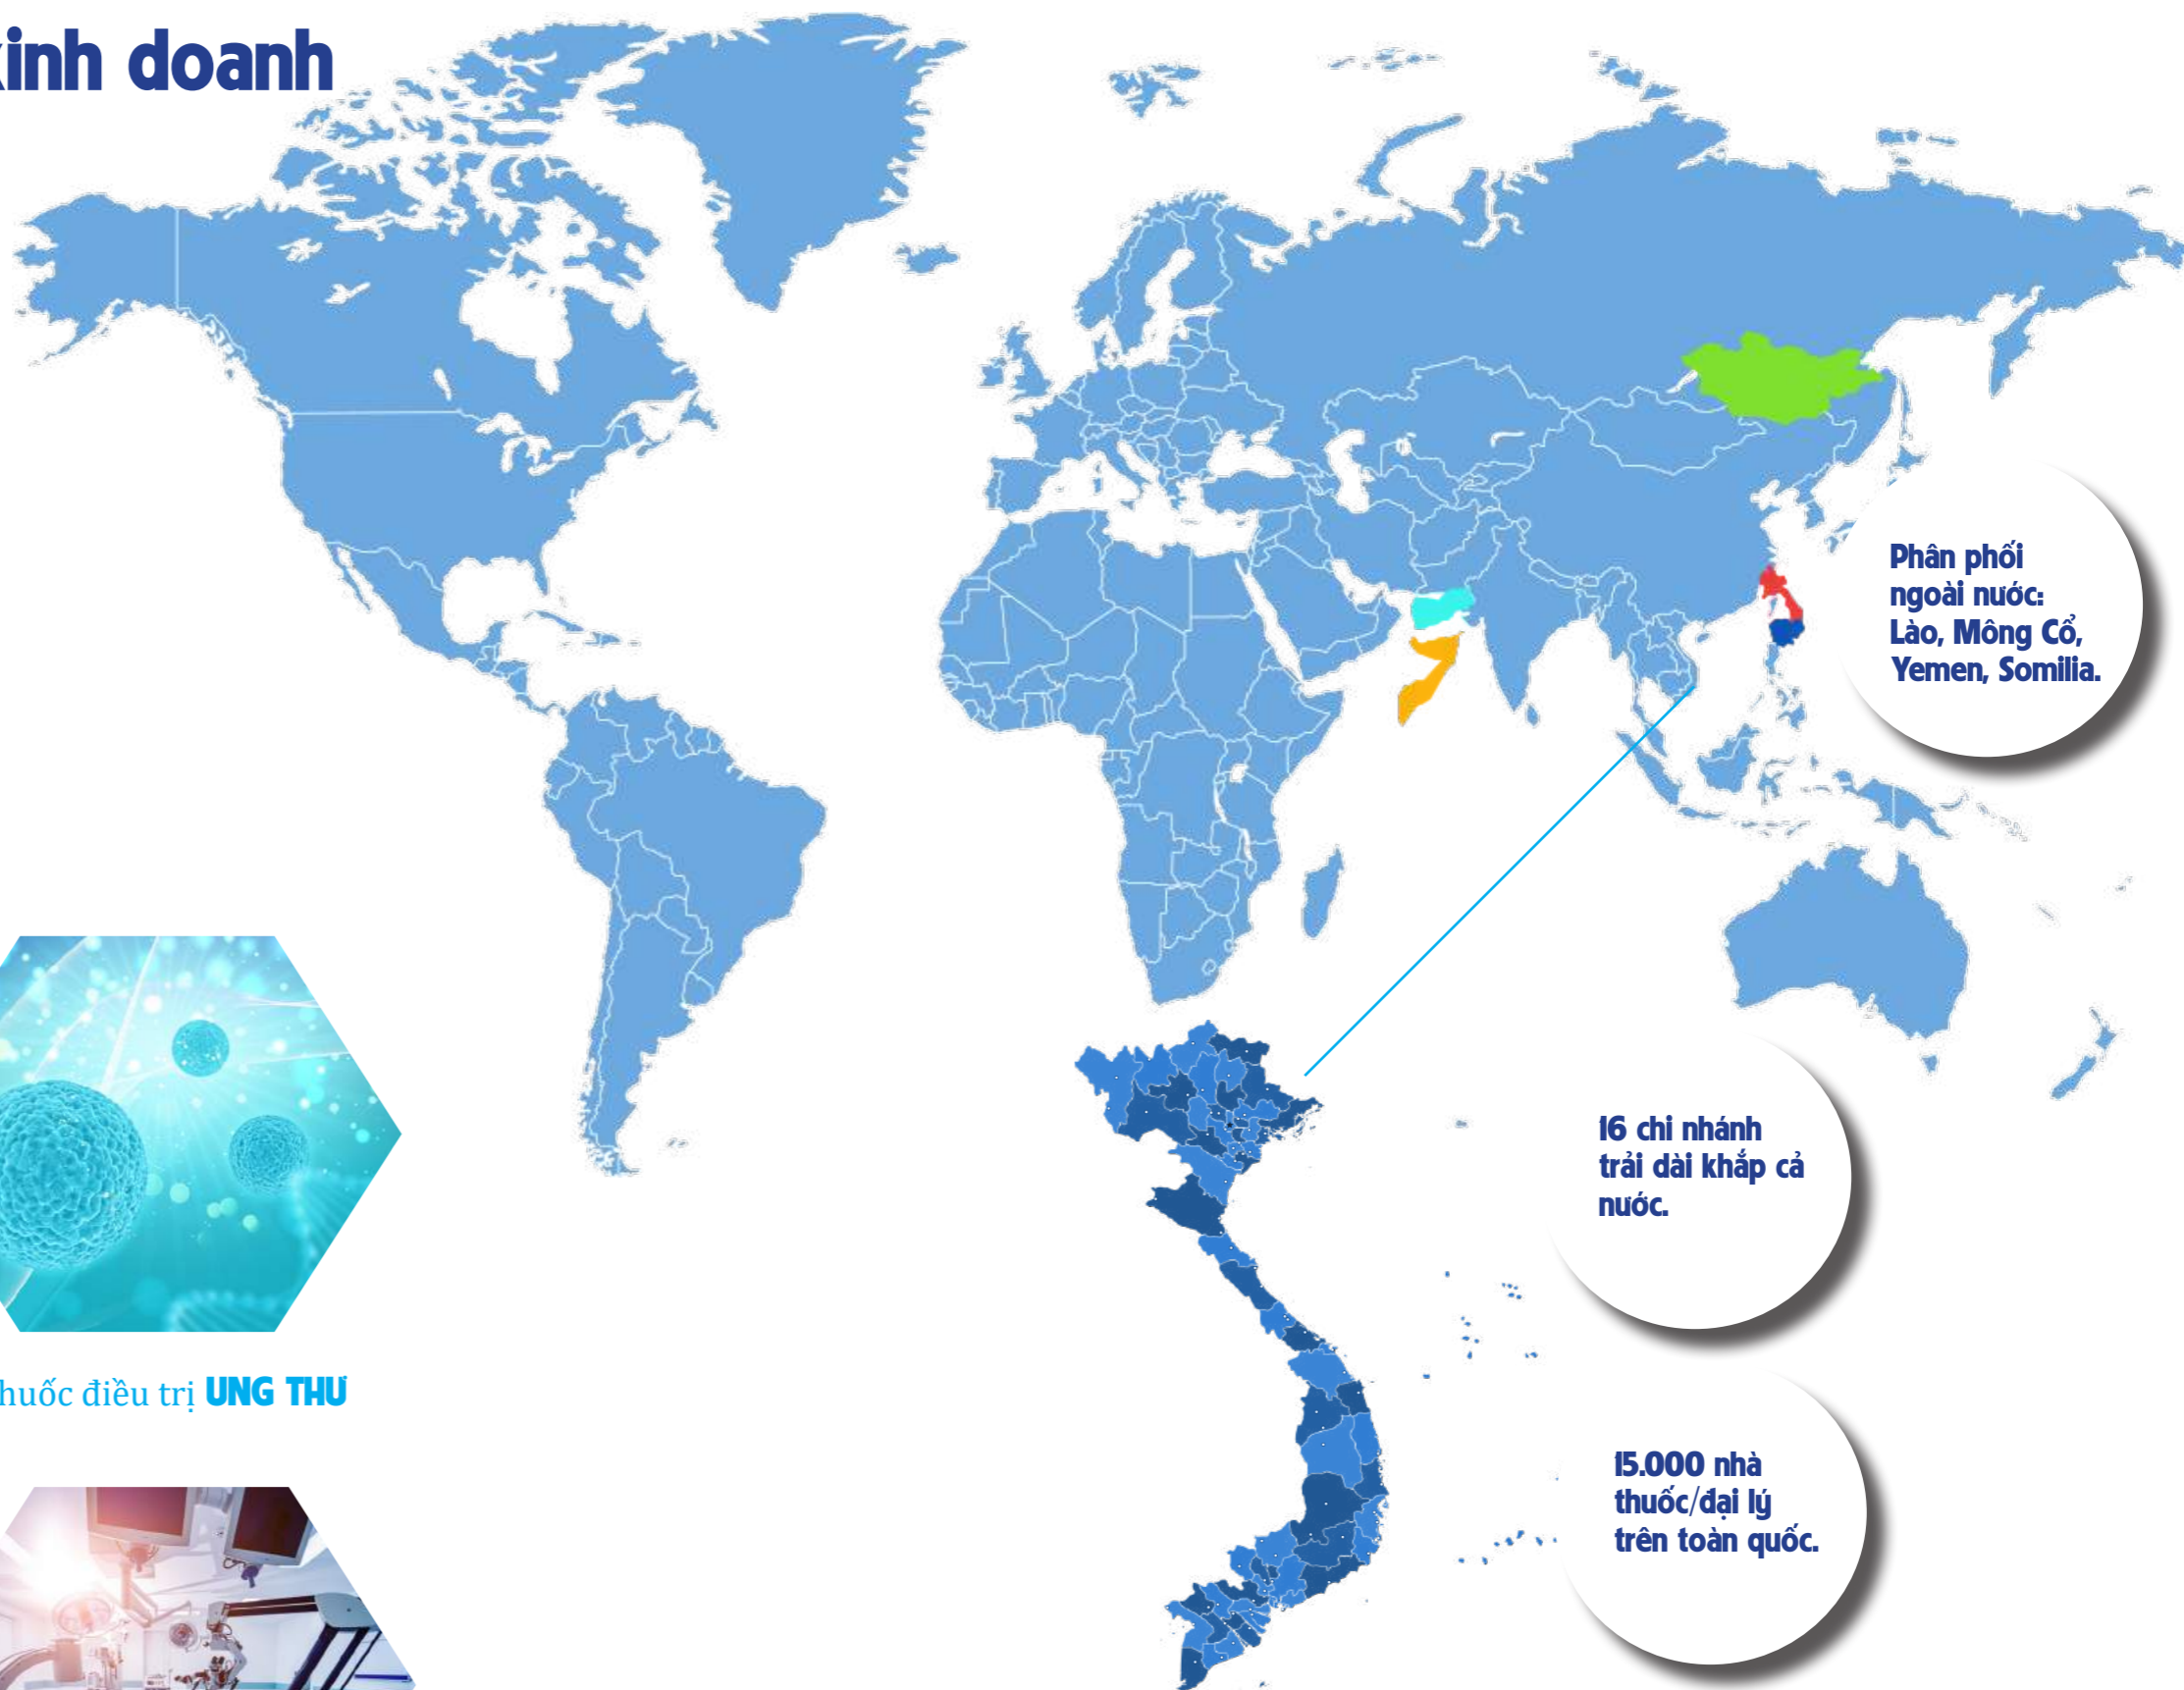 kinh doanh
Phân phối
ngoài nước:
Lào, Mông Cổ,
Yemen, Somilia.
16 chi nhánh
trải dài khắp cả
nước.
huốc điều trị UNG THƯ
15.000 nhà
thuốc/đại lý
trên toàn quốc.